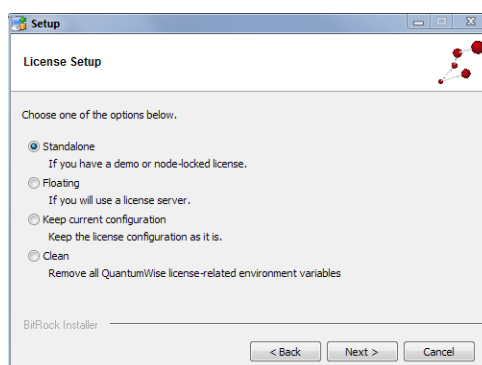 Setup
License Setup
Choose one of the options below.
Standalone
If you have a demo or node-locked license.
Floating
If you will use a license server.
Keep current configuration
Keep the license configuration as it is.
Clean
Remove all QuantumWise license-related environment variables
BitRock Installer
< Back Next > Cancel